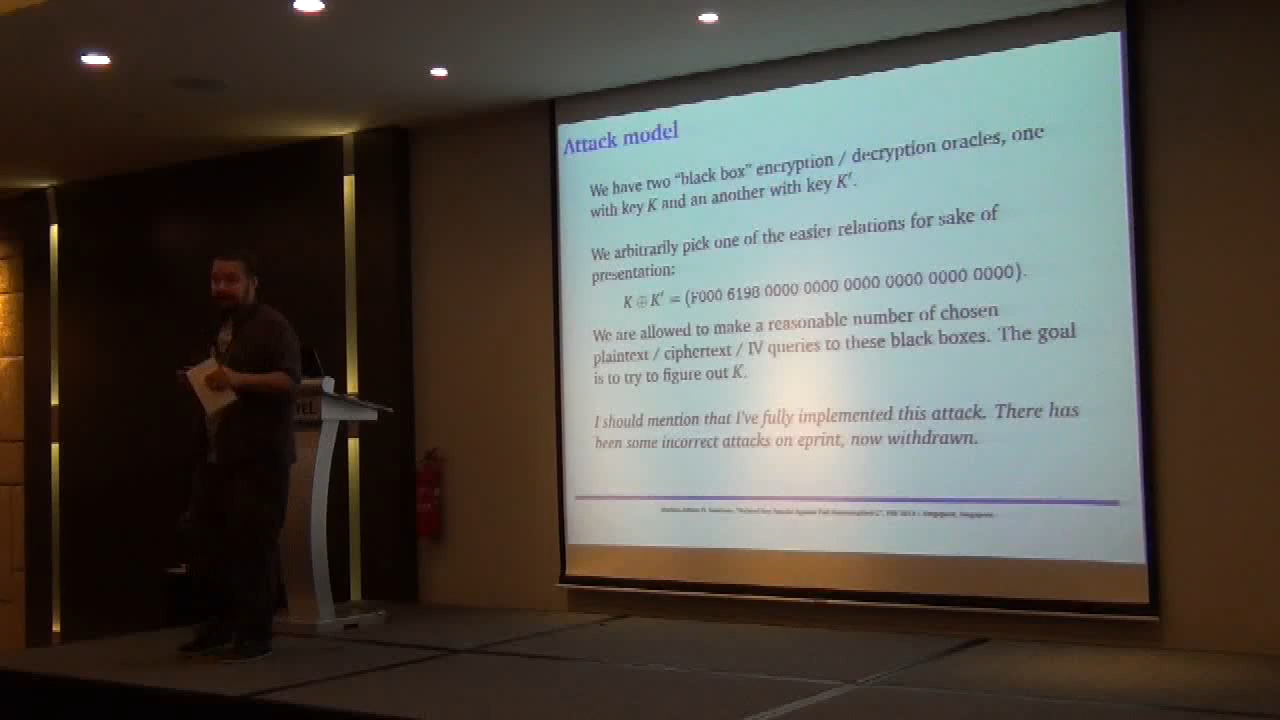 Attack model
We have two “black box” encryption / decryption oracles, one
with key K and an another with key K′.
We arbitrarily pick one of the easier relations for sake of
presentation:
K ⊕ K′ = (F000 6198 0000 0000 0000 0000 0000 0000).
We are allowed to make a reasonable number of chosen
plaintext / ciphertext / IV queries to these black boxes. The goal
is to try to figure out K.
I should mention that I've fully implemented this attack. There has
been some incorrect attacks on eprint, now withdrawn.